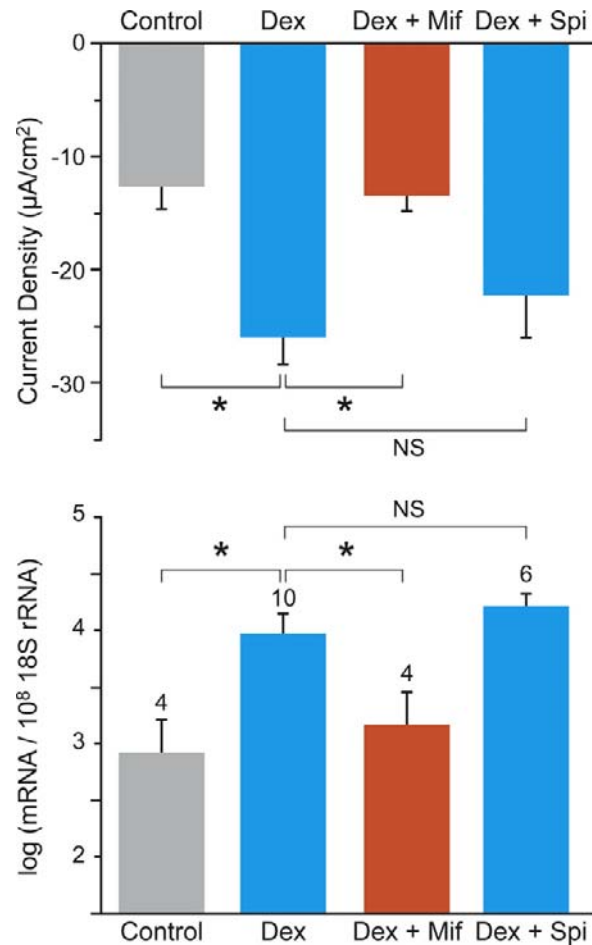 Control Dex Dex + Mif Dex + Spi
0
-10
-20
-30
Current Density (µA/cm²)
* *
NS
NS
* *
5
4
3
2
log (mRNA / 10⁸ 18S rRNA)
4 10 4 6
Control Dex Dex + Mif Dex + Spi